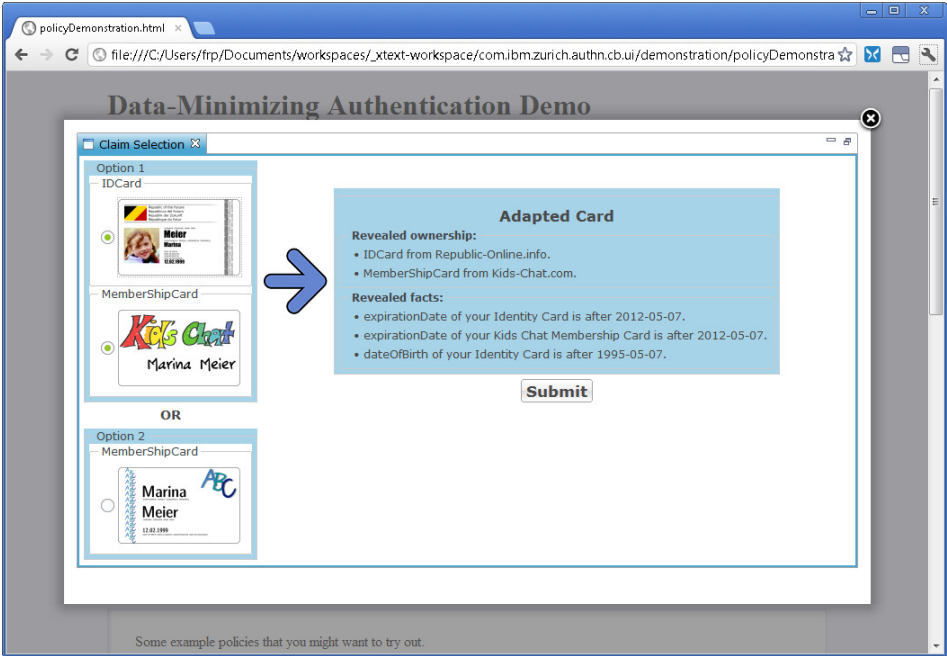 policyDemonstration.html
file:///C:/Users/frp/Documents/workspaces/_xtext-workspace/com.ibm.zurich.authn.cb.ui/demonstration/policyDemonstra
Data-Minimizing Authentication Demo
Claim Selection
Option 1
IDCard
Meier
Marina
12.02.1999
MemberShipCard
Kids Chat
Marina Meier
OR
Option 2
MemberShipCard
ABC
Marina
Meier
12.02.1999
Adapted Card
Revealed ownership:
• IDCard from Republic-Online.info.
• MemberShipCard from Kids-Chat.com.
Revealed facts:
• expirationDate of your Identity Card is after 2012-05-07.
• expirationDate of your Kids Chat Membership Card is after 2012-05-07.
• dateOfBirth of your Identity Card is after 1995-05-07.
Submit
Some example policies that you might want to try out.